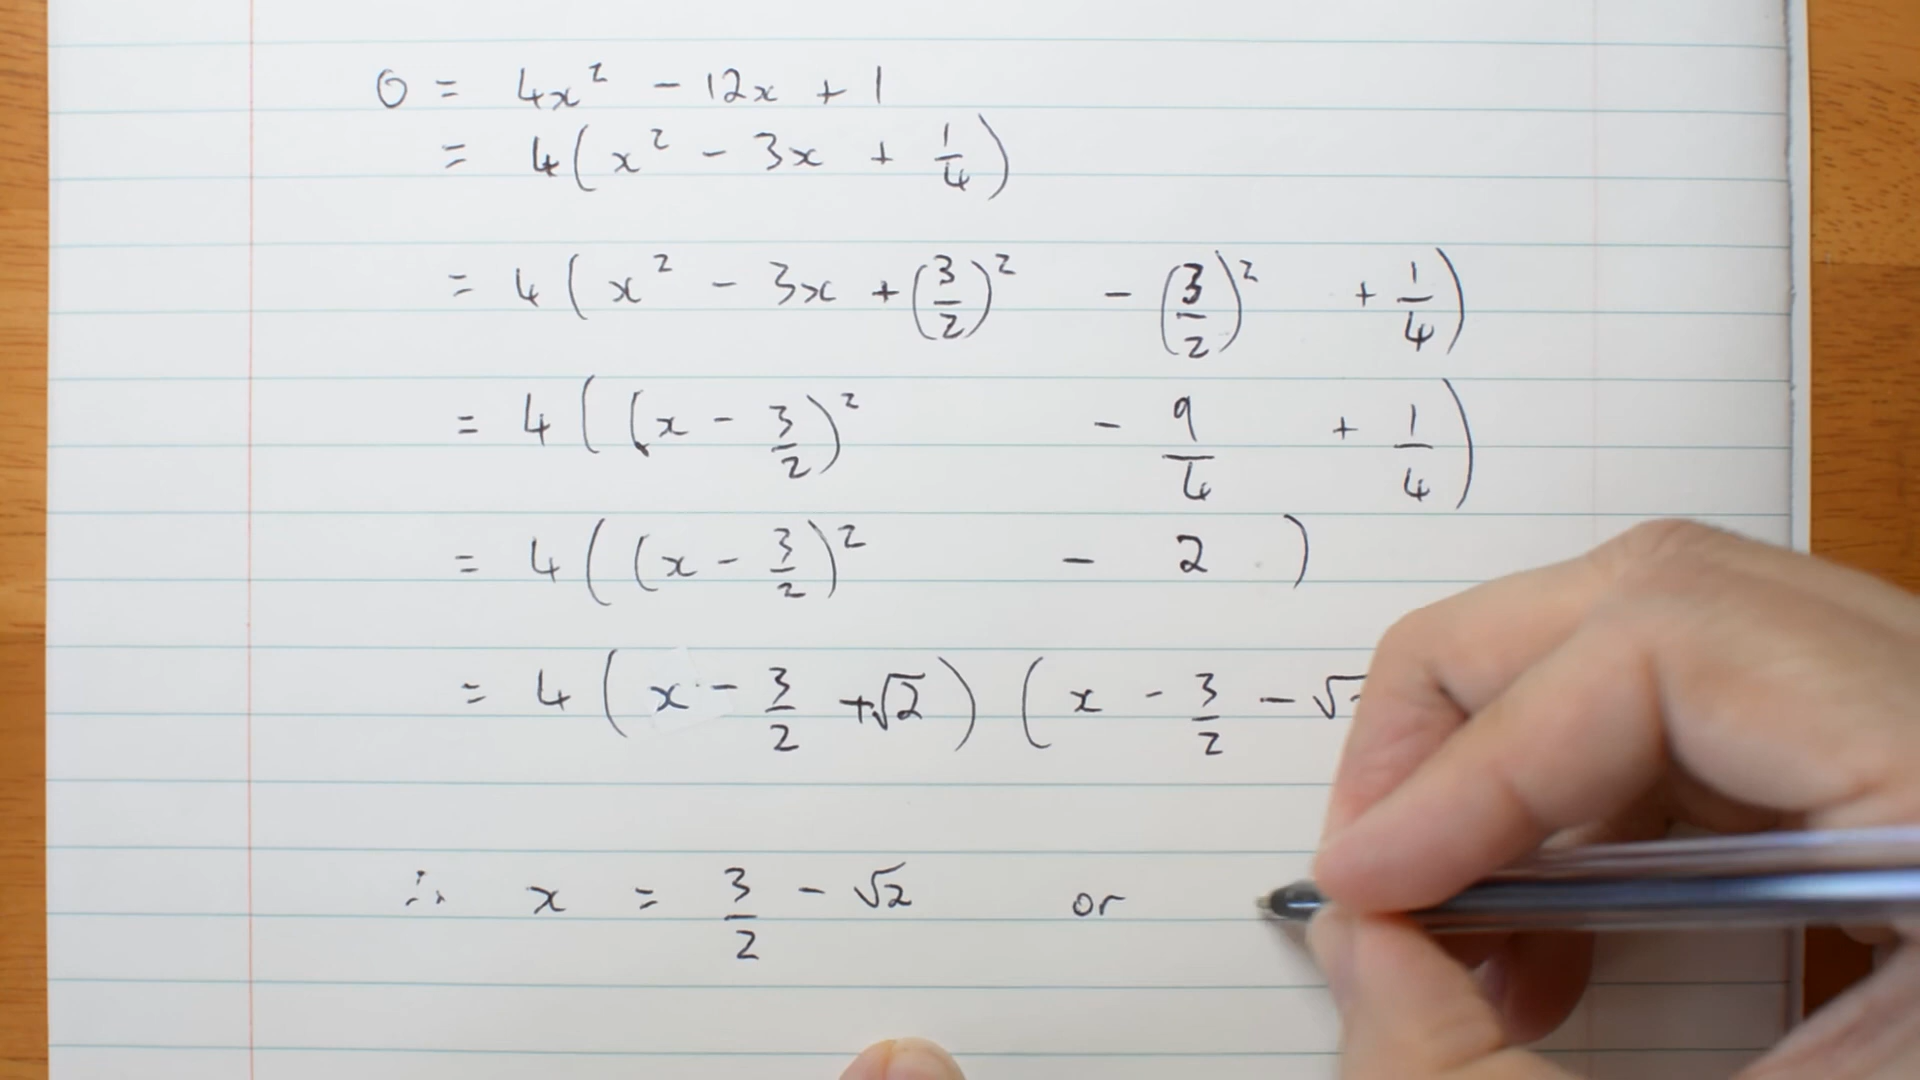 0 = 4x² - 12x + 1
= 4(x² - 3x + 1/4)
= 4(x² - 3x + (3/2)² - (3/2)² + 1/4)
= 4((x - 3/2)² - 9/4 + 1/4)
= 4((x - 3/2)² - 2)
= 4(x - 3/2 + √2)(x - 3/2 - √
∴ x = 3/2 - √2 or